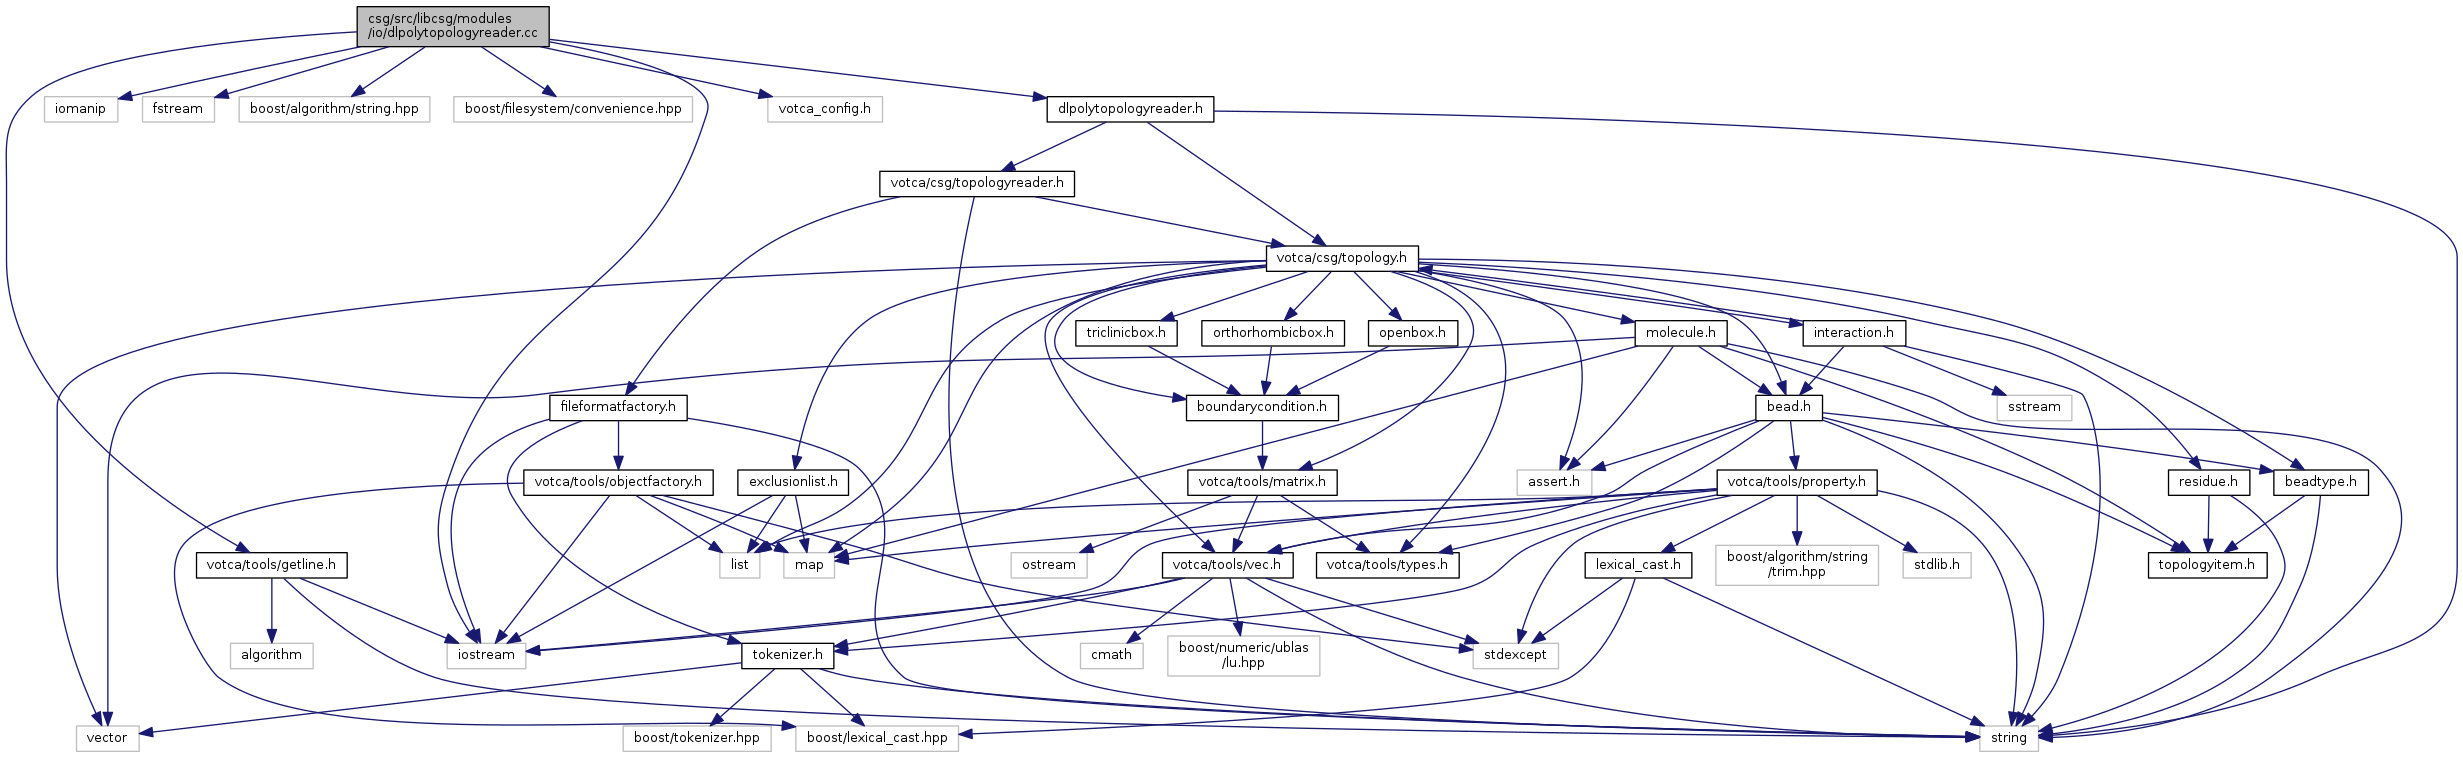 csg/src/libcsg/modules
/io/dlpolytopologyreader.cc
iomanip
fstream
boost/algorithm/string.hpp
boost/filesystem/convenience.hpp
votca_config.h
dlpolytopologyreader.h
votca/csg/topologyreader.h
votca/csg/topology.h
triclinicbox.h
orthorhombicbox.h
openbox.h
molecule.h
interaction.h
fileformatfactory.h
boundarycondition.h
bead.h
sstream
votca/tools/objectfactory.h
exclusionlist.h
votca/tools/matrix.h
assert.h
votca/tools/property.h
residue.h
beadtype.h
votca/tools/getline.h
list
map
ostream
votca/tools/vec.h
votca/tools/types.h
lexical_cast.h
boost/algorithm/string
/trim.hpp
stdlib.h
topologyitem.h
algorithm
iostream
tokenizer.h
cmath
boost/numeric/ublas
/lu.hpp
stdexcept
vector
boost/tokenizer.hpp
boost/lexical_cast.hpp
string